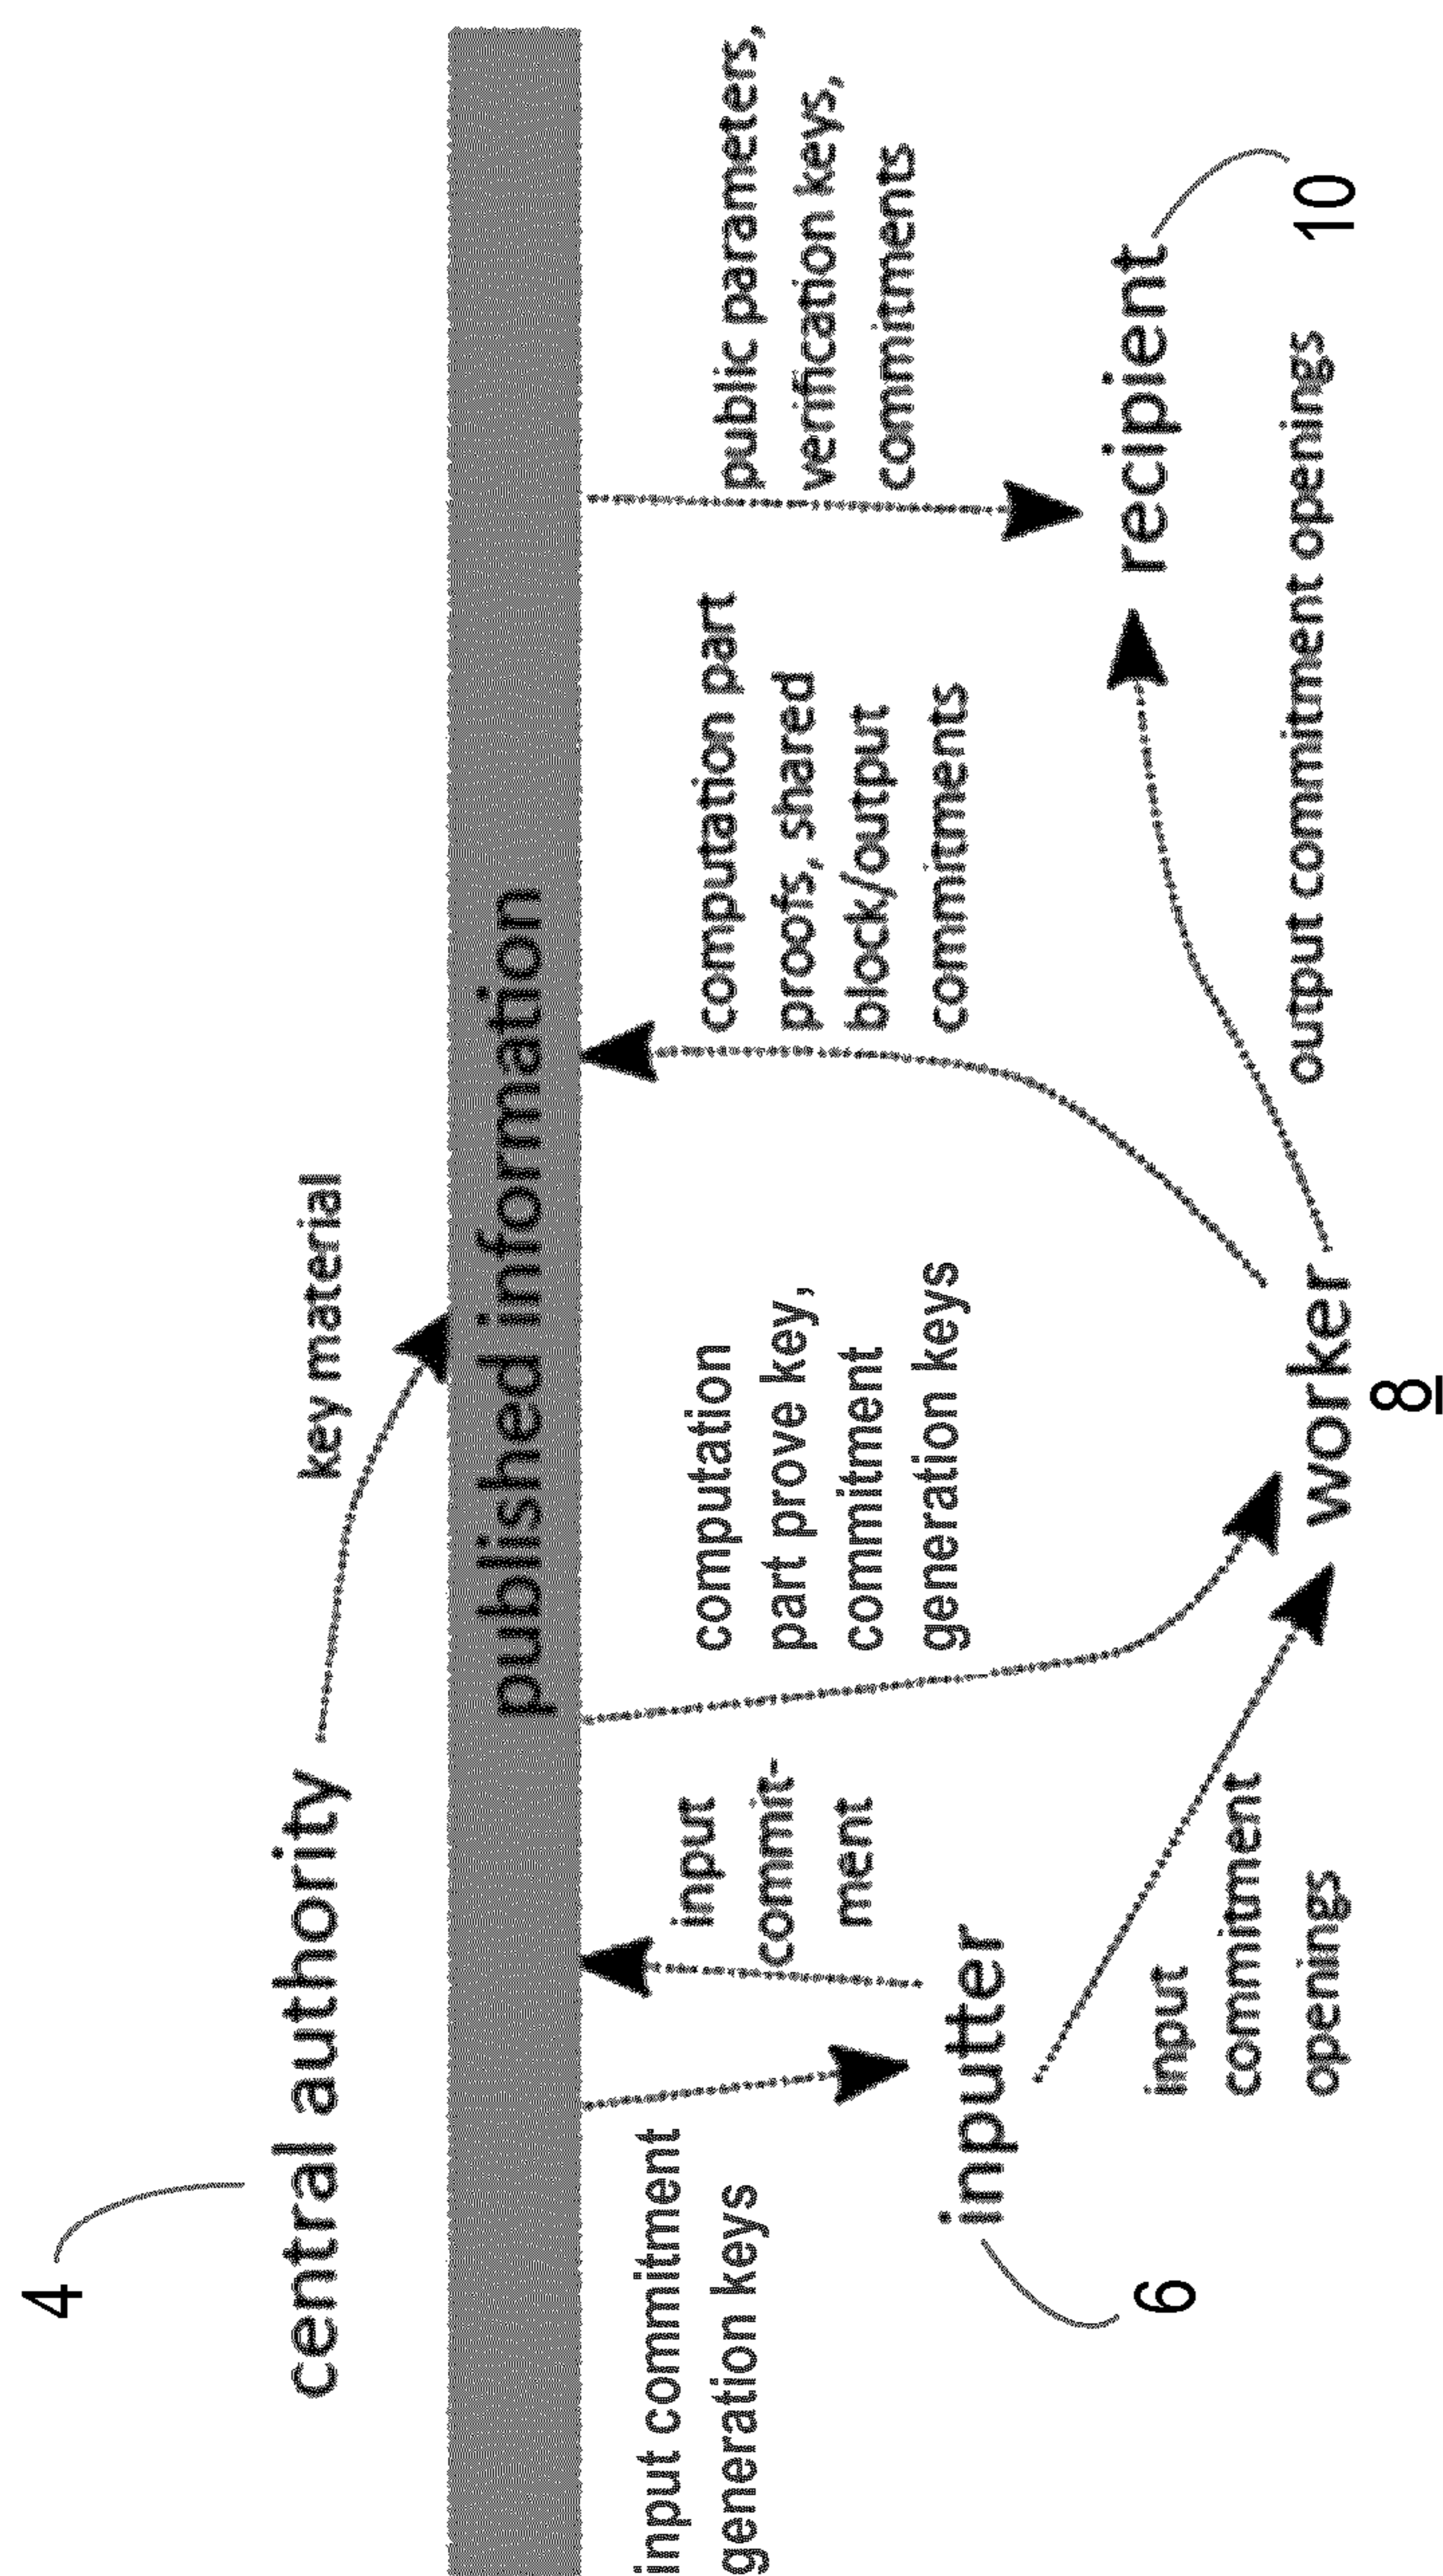 4
central authority
key material
published information
input commitment
generation keys
input
commit-
ment
computation
part prove key,
commitment
generation keys
computation part
proofs, shared
block/output
commitments
public parameters,
verification keys,
commitments
inputter
6
input
commitment
openings
worker
8
output commitment openings
recipient
10